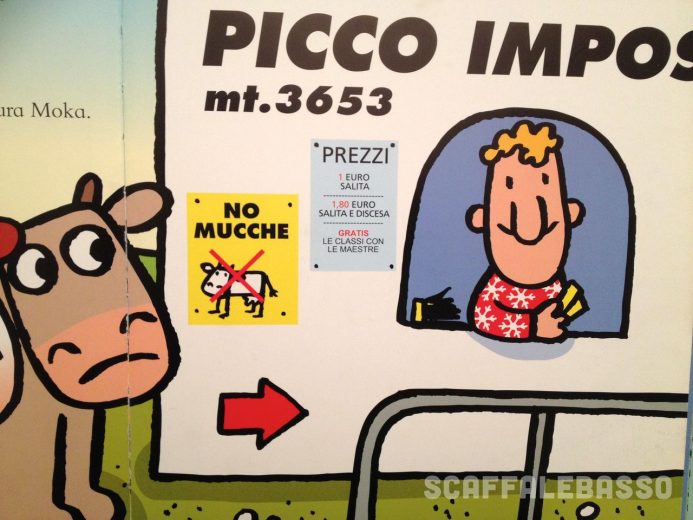 PICCO IMPOS
mt.3653
ura Moka.
PREZZI
1 EURO
SALITA
1,80 EURO
SALITA E DISCESA
GRATIS
LE CLASSI CON
LE MAESTRE
NO
MUCCHE
SCAFFALEBASSO